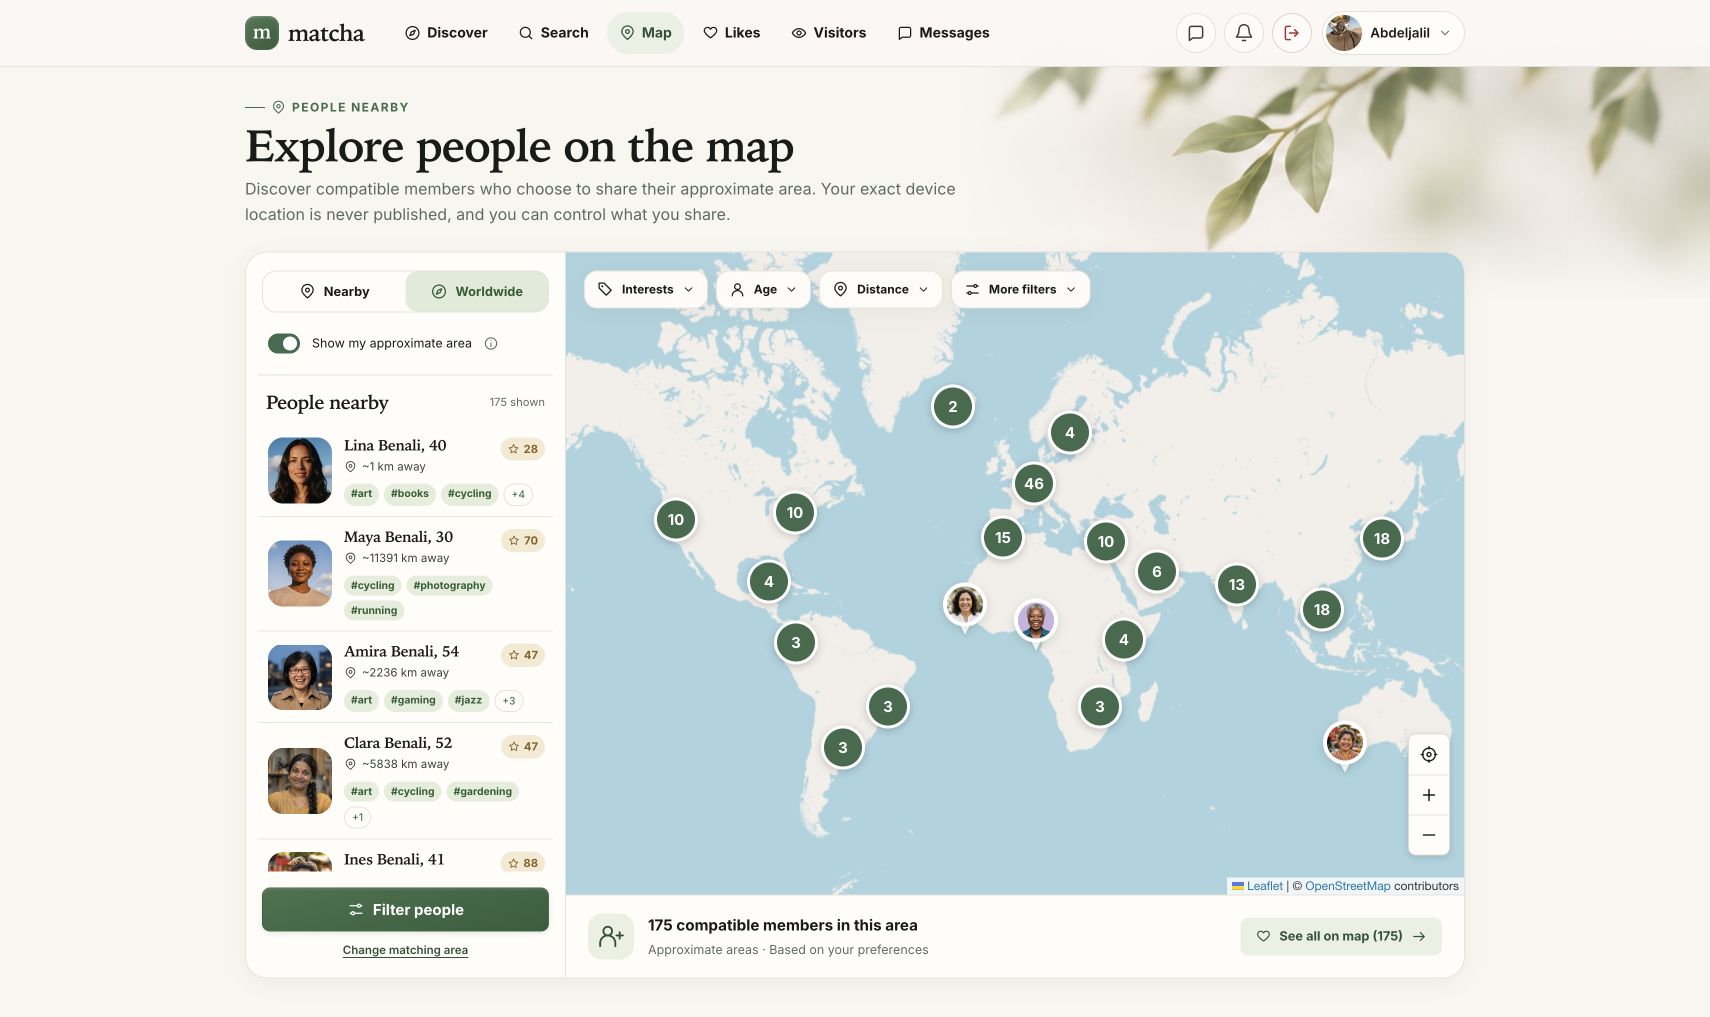 m matcha
Discover
Search
Map
Likes
Visitors
Messages
Abdeljalil
PEOPLE NEARBY
Explore people on the map
Discover compatible members who choose to share their approximate area. Your exact device
location is never published, and you can control what you share.
Nearby
Worldwide
Show my approximate area
People nearby
175 shown
Lina Benali, 40
28
~1 km away
#art #books #cycling +4
Maya Benali, 30
70
~11391 km away
#cycling #photography
#running
Amira Benali, 54
47
~2236 km away
#art #gaming #jazz +3
Clara Benali, 52
47
~5838 km away
#art #cycling #gardening
+1
Ines Benali, 41
88
Filter people
Change matching area
Interests
Age
Distance
More filters
2
4
46
10
10
15
10
18
6
4
13
18
3
4
3
3
3
+
−
Leaflet | © OpenStreetMap contributors
175 compatible members in this area
Approximate areas · Based on your preferences
See all on map (175)